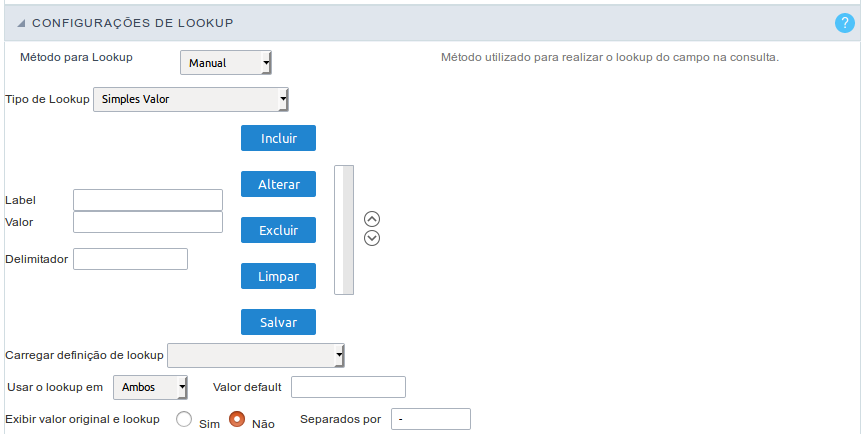 CONFIGURAÇÕES DE LOOKUP ?
Método para Lookup Manual Método utilizado para realizar o lookup do campo na consulta.
Tipo de Lookup Simples Valor
Incluir
Alterar
Label
Valor
Excluir
Delimitador
Limpar
Salvar
Carregar definição de lookup
Usar o lookup em Ambos Valor default
Exibir valor original e lookup Sim Não Separados por -